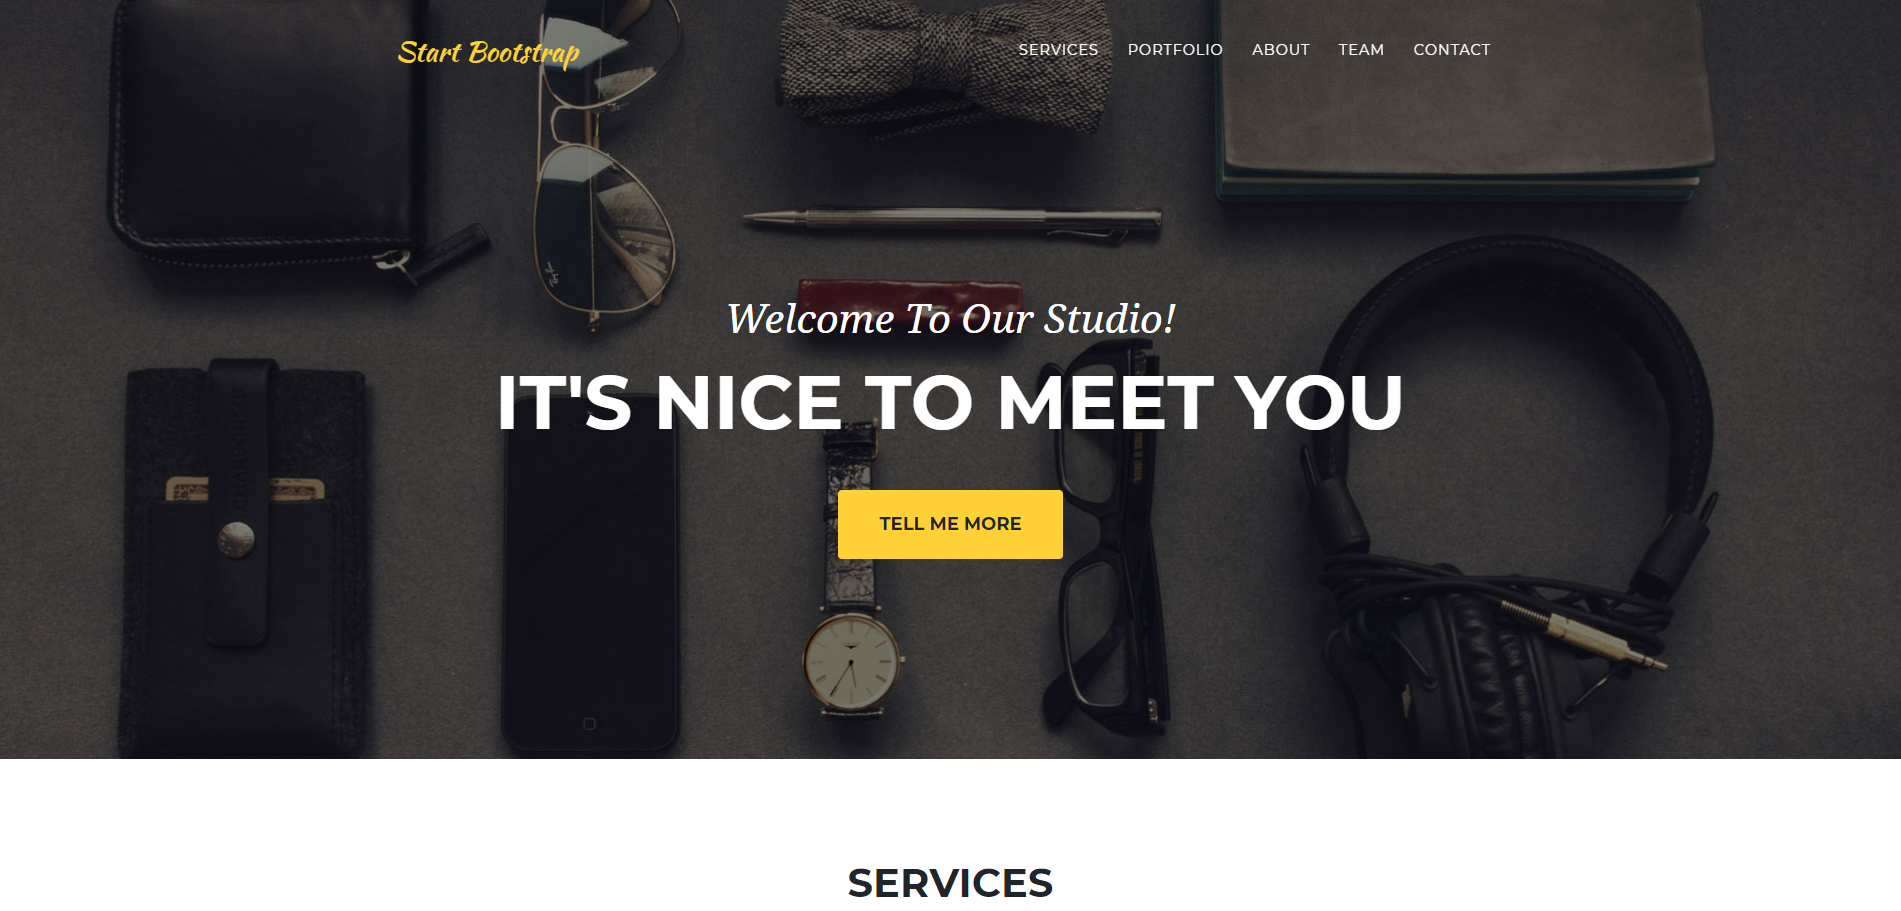 Start Bootstrap
SERVICES PORTFOLIO ABOUT TEAM CONTACT
Welcome To Our Studio!
IT'S NICE TO MEET YOU
TELL ME MORE
SERVICES